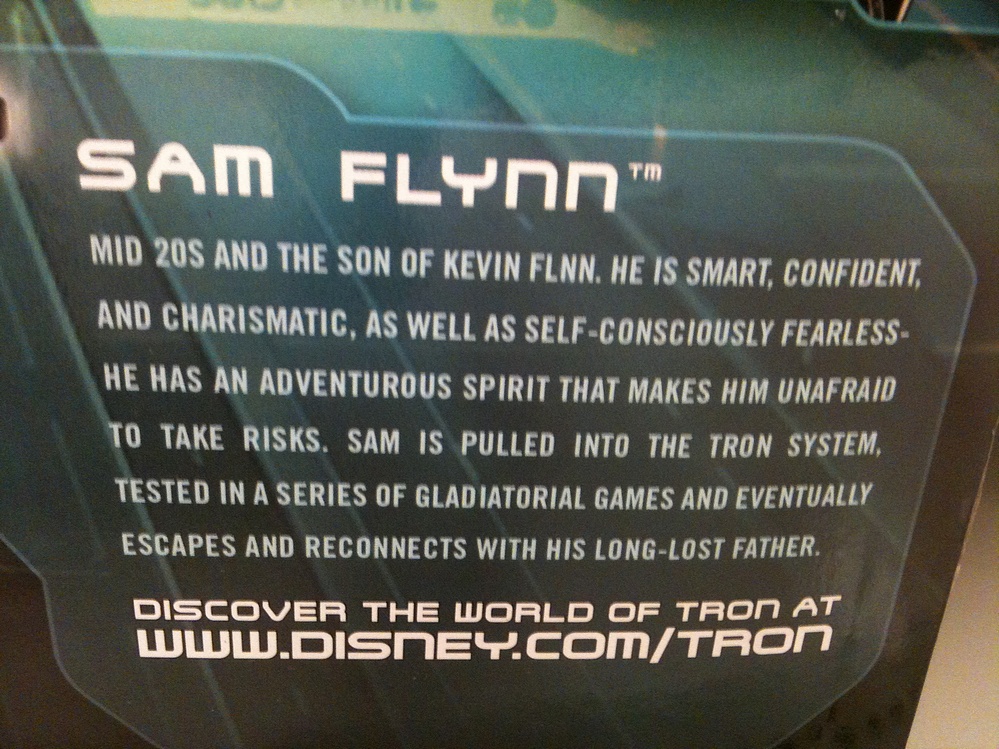 SAM FLYNN™
MID 20S AND THE SON OF KEVIN FLNN. HE IS SMART, CONFIDENT,
AND CHARISMATIC, AS WELL AS SELF-CONSCIOUSLY FEARLESS-
HE HAS AN ADVENTUROUS SPIRIT THAT MAKES HIM UNAFRAID
TO TAKE RISKS. SAM IS PULLED INTO THE TRON SYSTEM,
TESTED IN A SERIES OF GLADIATORIAL GAMES AND EVENTUALLY
ESCAPES AND RECONNECTS WITH HIS LONG-LOST FATHER.
DISCOVER THE WORLD OF TRON AT
WWW.DISNEY.COM/TRON